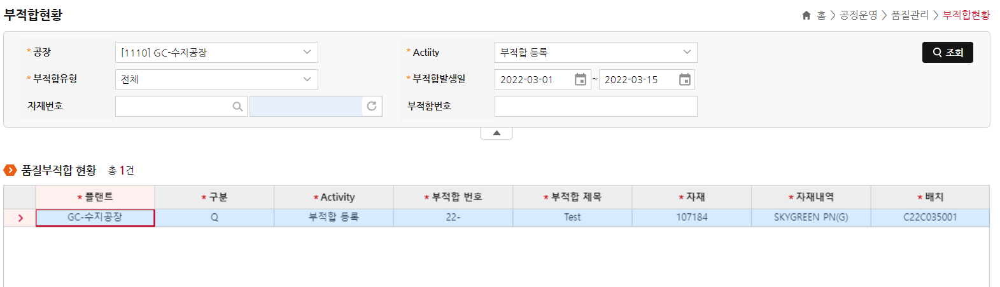 부적합현황
홈 > 공정운영 > 품질관리 > 부적합현황
* 공장 [1110] GC-수지공장 * Actiity 부적합 등록 조회
* 부적합유형 전체 * 부적합발생일 2022-03-01 ~ 2022-03-15
자재번호 부적합번호
품질부적합 현황 총 1건
* 플랜트 * 구분 * Activity * 부적합 번호 * 부적합 제목 * 자재 * 자재내역 * 배치
GC-수지공장 Q 부적합 등록 22- Test 107184 SKYGREEN PN(G) C22C035001